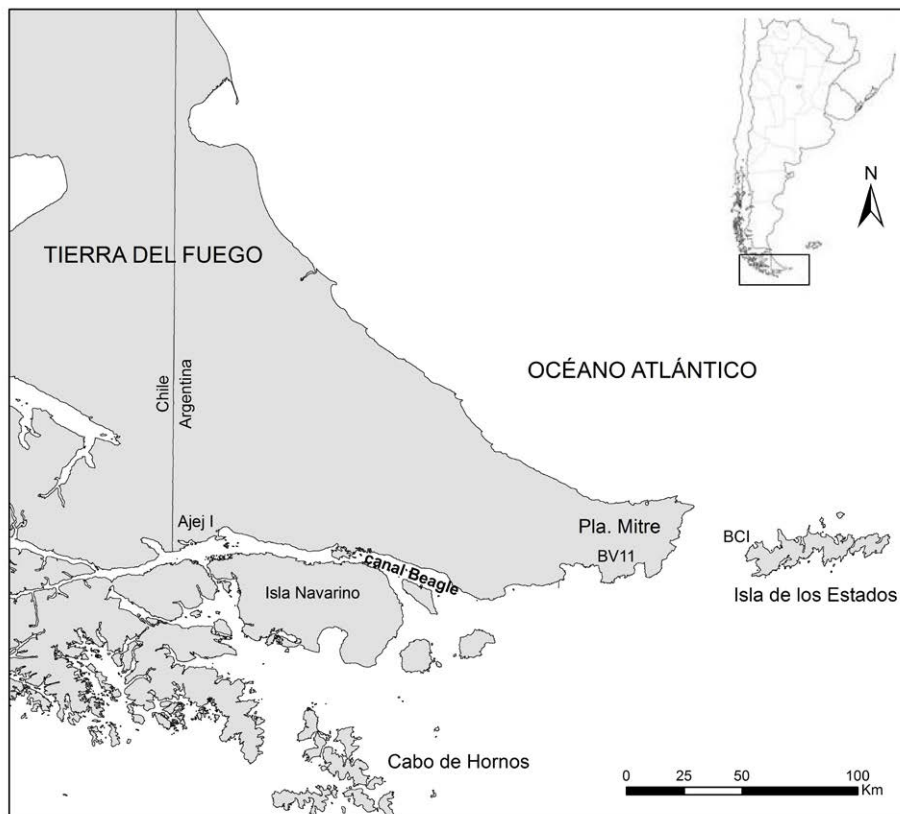 N
TIERRA DEL FUEGO
OCÉANO ATLÁNTICO
Chile
Argentina
Ajej I
Pla. Mitre
BV11
BCI
canal Beagle
Isla Navarino
Isla de los Estados
Cabo de Hornos
0 25 50 100
Km